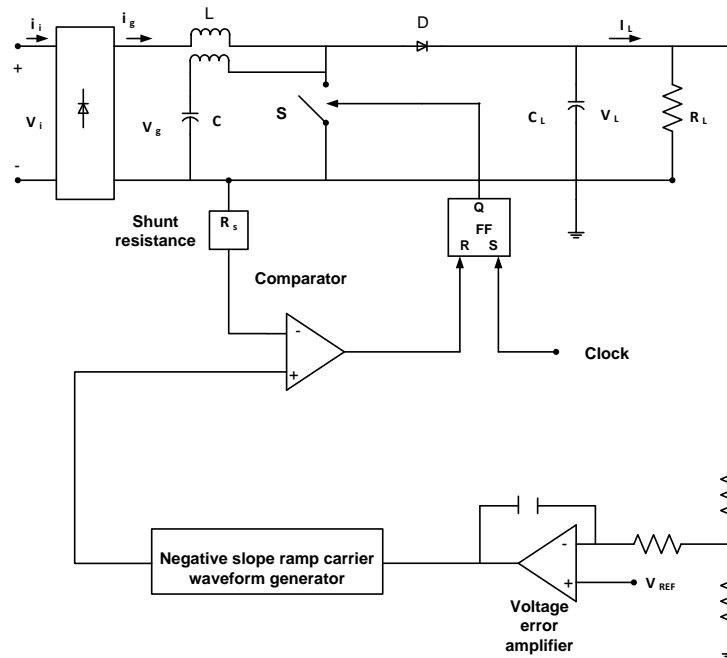 i i
i g
L
D
I L
+
V i
-
V g
C
S
C L
V L
R L
Shunt
resistance
R s
Q
FF
R S
Comparator
-
+
Clock
Negative slope ramp carrier
waveform generator
-
+
V REF
Voltage
error
amplifier